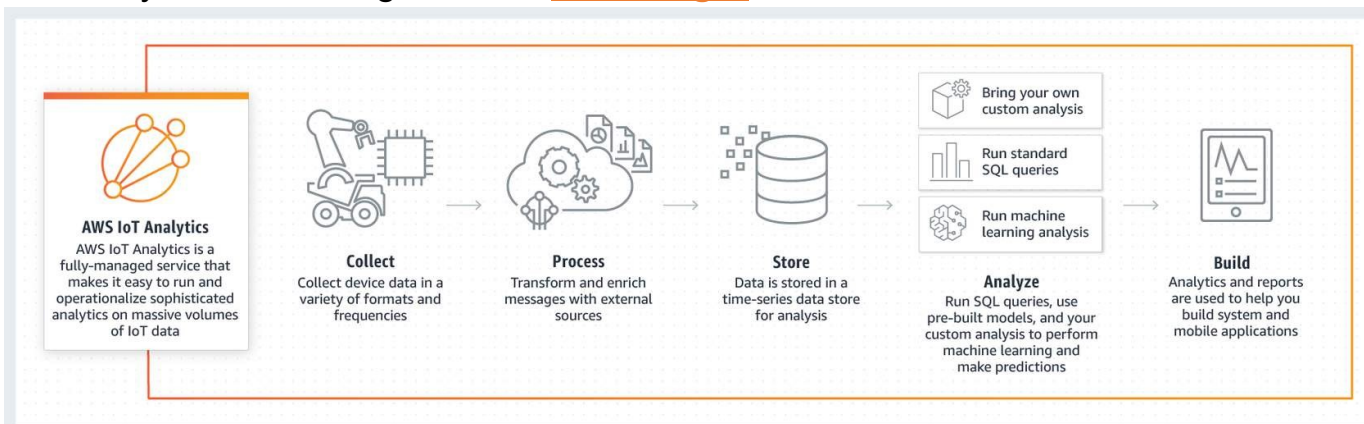 AWS IoT Analytics
AWS IoT Analytics is a
fully-managed service that
makes it easy to run and
operationalize sophisticated
analytics on massive volumes
of IoT data
Collect
Collect device data in a
variety of formats and
frequencies
Process
Transform and enrich
messages with external
sources
Store
Data is stored in a
time-series data store
for analysis
Bring your own
custom analysis
Run standard
SQL queries
Run machine
learning analysis
Analyze
Run SQL queries, use
pre-built models, and your
custom analysis to perform
machine learning and
make predictions
Build
Analytics and reports
are used to help you
build system and
mobile applications